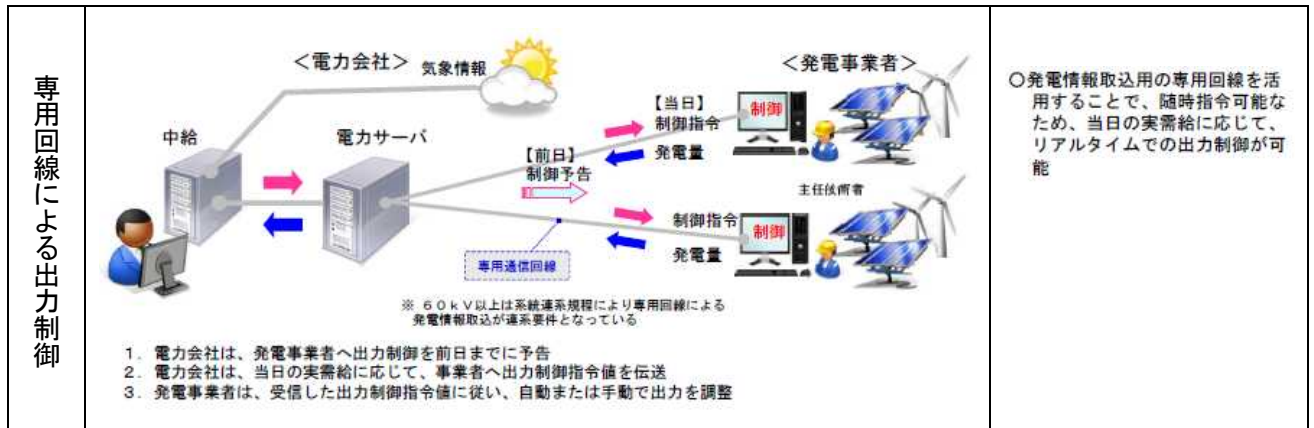 専用回線による出力制御
＜電力会社＞
気象情報
＜発電事業者＞
中給
電力サーバ
【前日】
制御予告
【当日】
制御指令
発電量
制御
主任技術者
制御指令
発電量
制御
専用通信回線
※ 60kV以上は系統連系規程により専用回線による
発電情報取込が連系要件となっている
1. 電力会社は、発電事業者へ出力制御を前日までに予告
2. 電力会社は、当日の実需給に応じて、事業者へ出力制御指令値を伝送
3. 発電事業者は、受信した出力制御指令値に従い、自動または手動で出力を調整
○発電情報取込用の専用回線を活
用することで、随時指令可能な
ため、当日の実需給に応じて、
リアルタイムでの出力制御が可
能